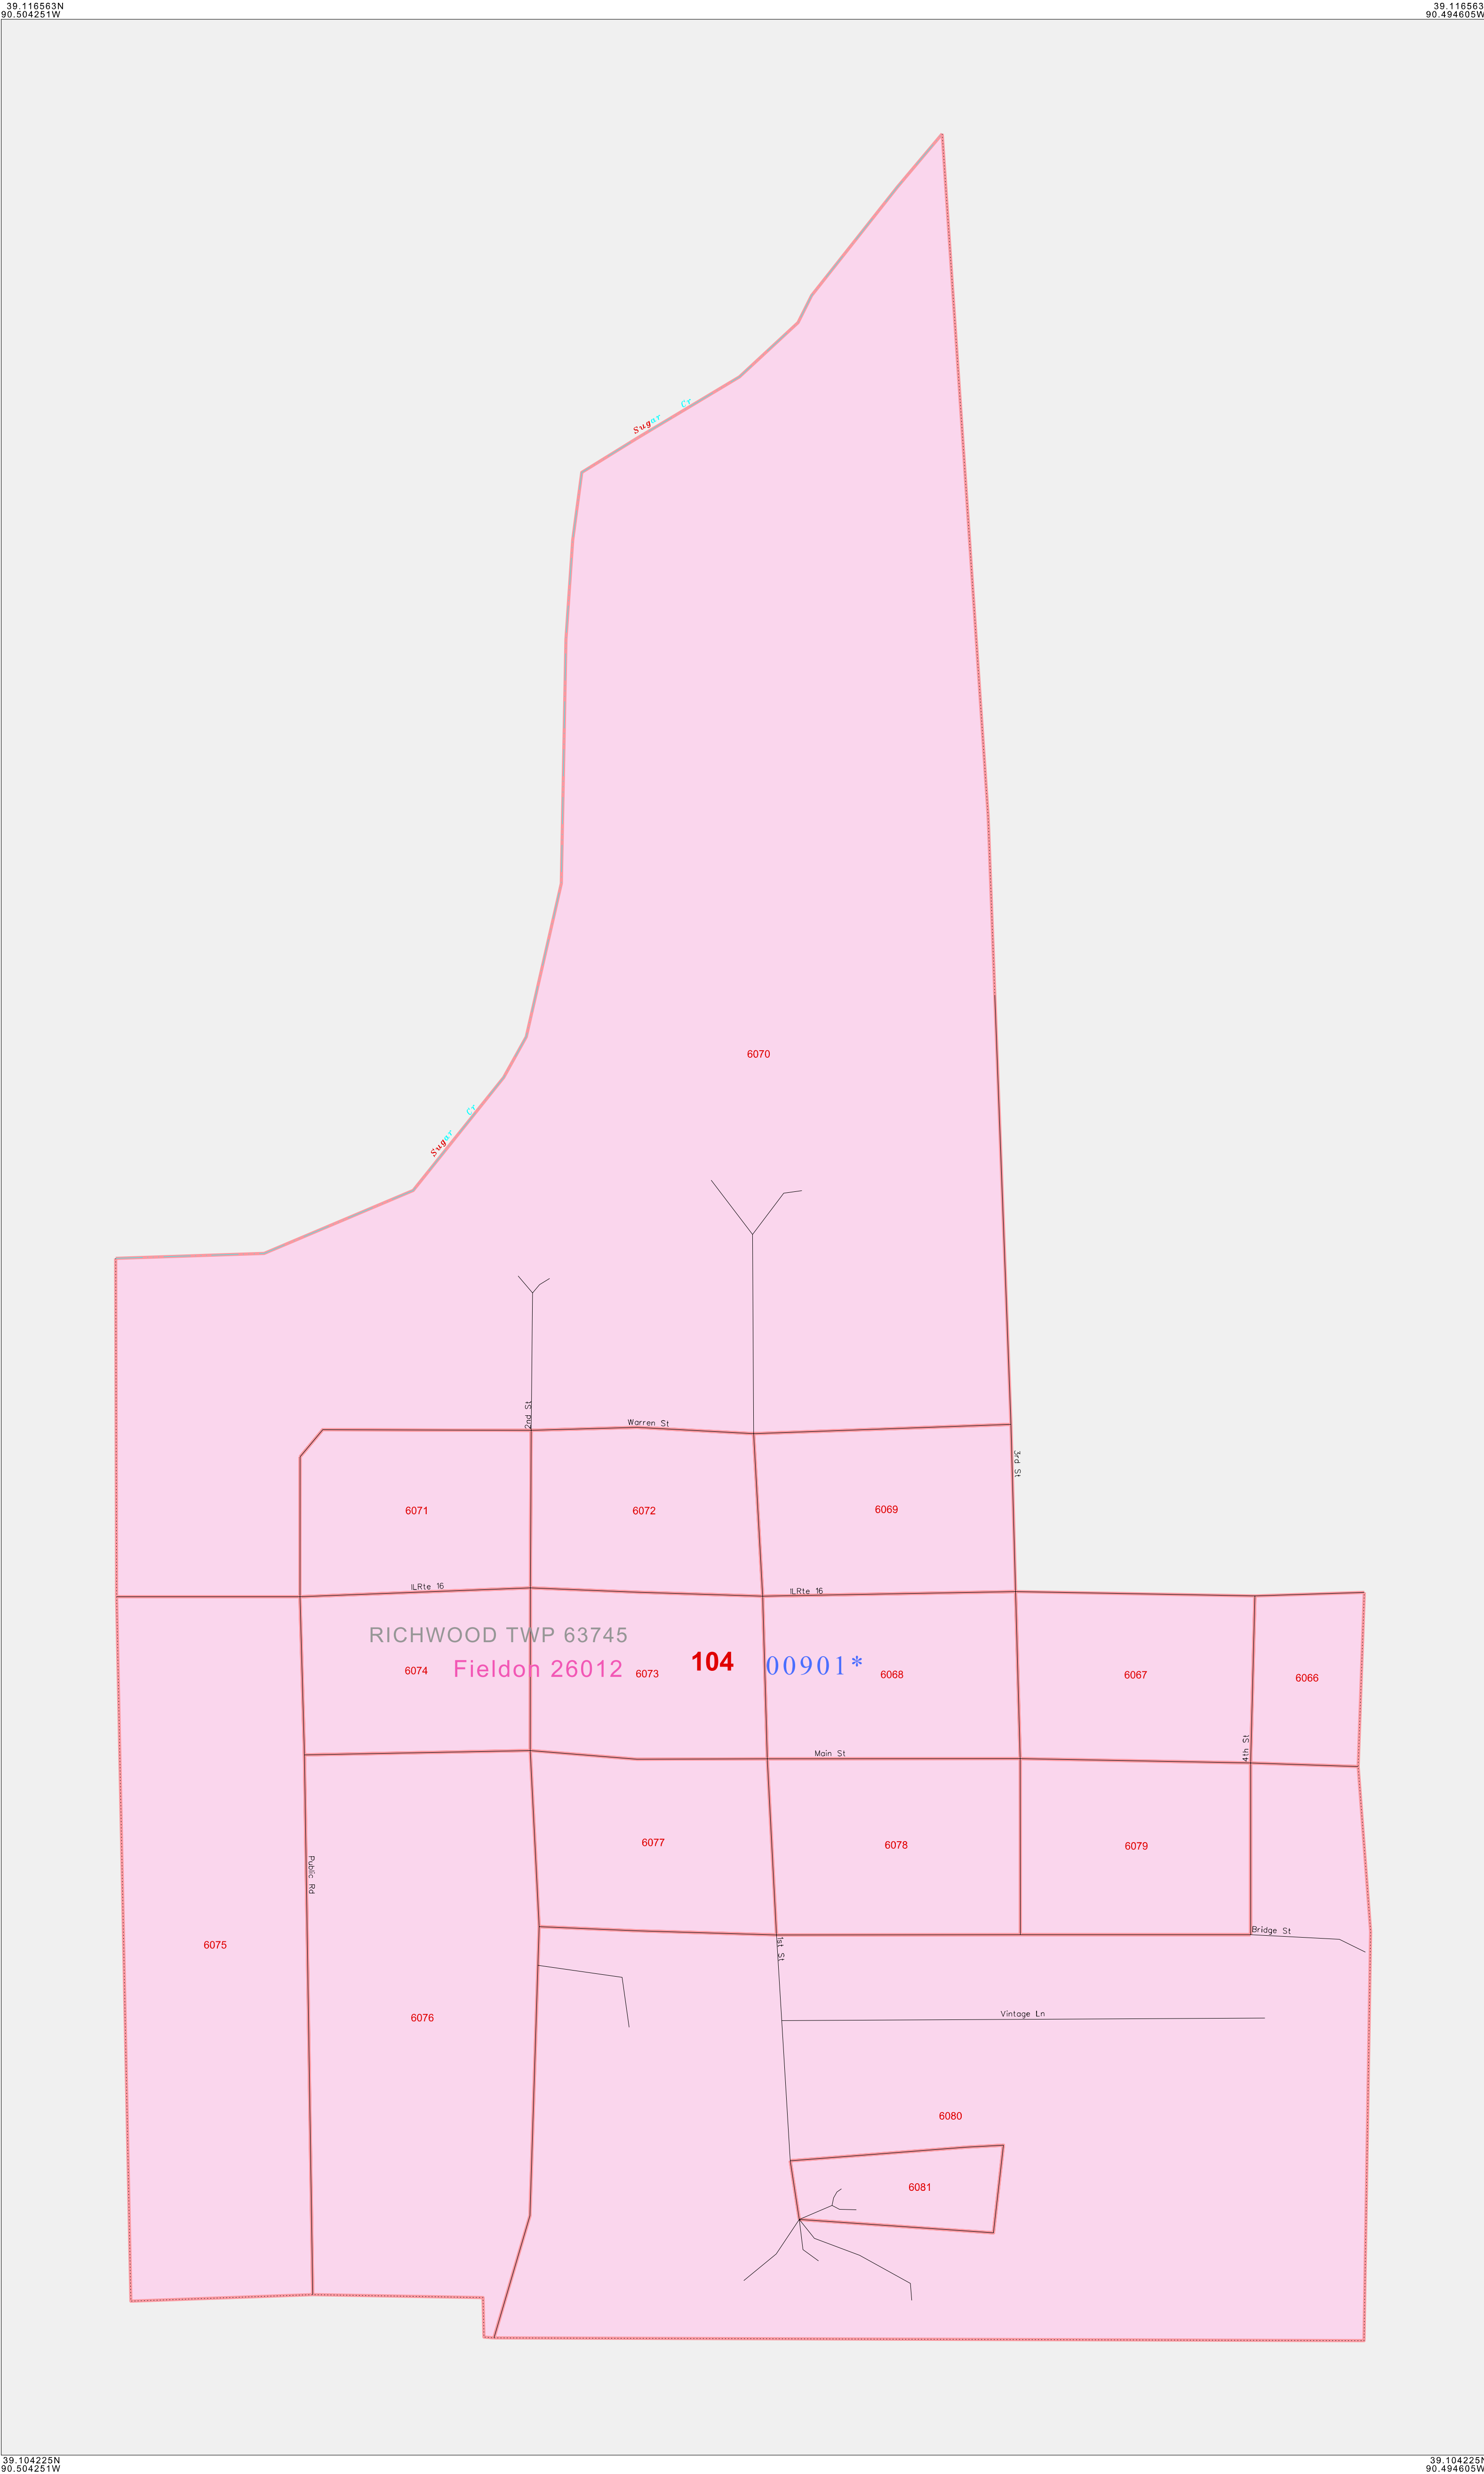 39.116563N
90.504251W
39.116563
90.494605W
Sugar Cr
6070
Sugar Cr
2nd St
Warren St
3rd St
6071
6072
6069
ILRte 16
ILRte 16
RICHWOOD TWP 63745
Fieldon 26012
104
00901*
6074
6073
6068
6067
6066
4th St
Main St
6077
6078
6079
Public Rd
Bridge St
1st St
6075
6076
Vintage Ln
6080
6081
39.104225N
90.504251W
39.104225N
90.494605W